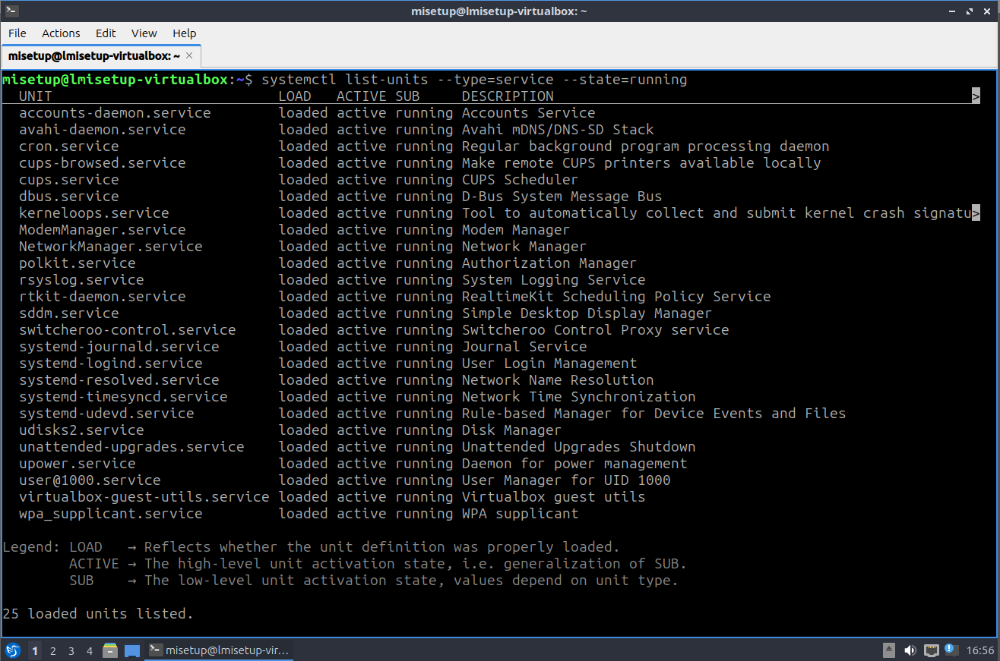 misetup@lmisetup-virtualbox: ~
File Actions Edit View Help
misetup@lmisetup-virtualbox: ~
misetup@lmisetup-virtualbox:~$ systemctl list-units --type=service --state=running
UNIT LOAD ACTIVE SUB DESCRIPTION >
accounts-daemon.service loaded active running Accounts Service
avahi-daemon.service loaded active running Avahi mDNS/DNS-SD Stack
cron.service loaded active running Regular background program processing daemon
cups-browsed.service loaded active running Make remote CUPS printers available locally
cups.service loaded active running CUPS Scheduler
dbus.service loaded active running D-Bus System Message Bus
kerneloops.service loaded active running Tool to automatically collect and submit kernel crash signatu>
ModemManager.service loaded active running Modem Manager
NetworkManager.service loaded active running Network Manager
polkit.service loaded active running Authorization Manager
rsyslog.service loaded active running System Logging Service
rtkit-daemon.service loaded active running RealtimeKit Scheduling Policy Service
sddm.service loaded active running Simple Desktop Display Manager
switcheroo-control.service loaded active running Switcheroo Control Proxy service
systemd-journald.service loaded active running Journal Service
systemd-logind.service loaded active running User Login Management
systemd-resolved.service loaded active running Network Name Resolution
systemd-timesyncd.service loaded active running Network Time Synchronization
systemd-udevd.service loaded active running Rule-based Manager for Device Events and Files
udisks2.service loaded active running Disk Manager
unattended-upgrades.service loaded active running Unattended Upgrades Shutdown
upower.service loaded active running Daemon for power management
user@1000.service loaded active running User Manager for UID 1000
virtualbox-guest-utils.service loaded active running Virtualbox guest utils
wpa_supplicant.service loaded active running WPA supplicant
Legend: LOAD → Reflects whether the unit definition was properly loaded.
ACTIVE → The high-level unit activation state, i.e. generalization of SUB.
SUB → The low-level unit activation state, values depend on unit type.
25 loaded units listed.
1 2 3 4 misetup@lmisetup-vir... 16:56